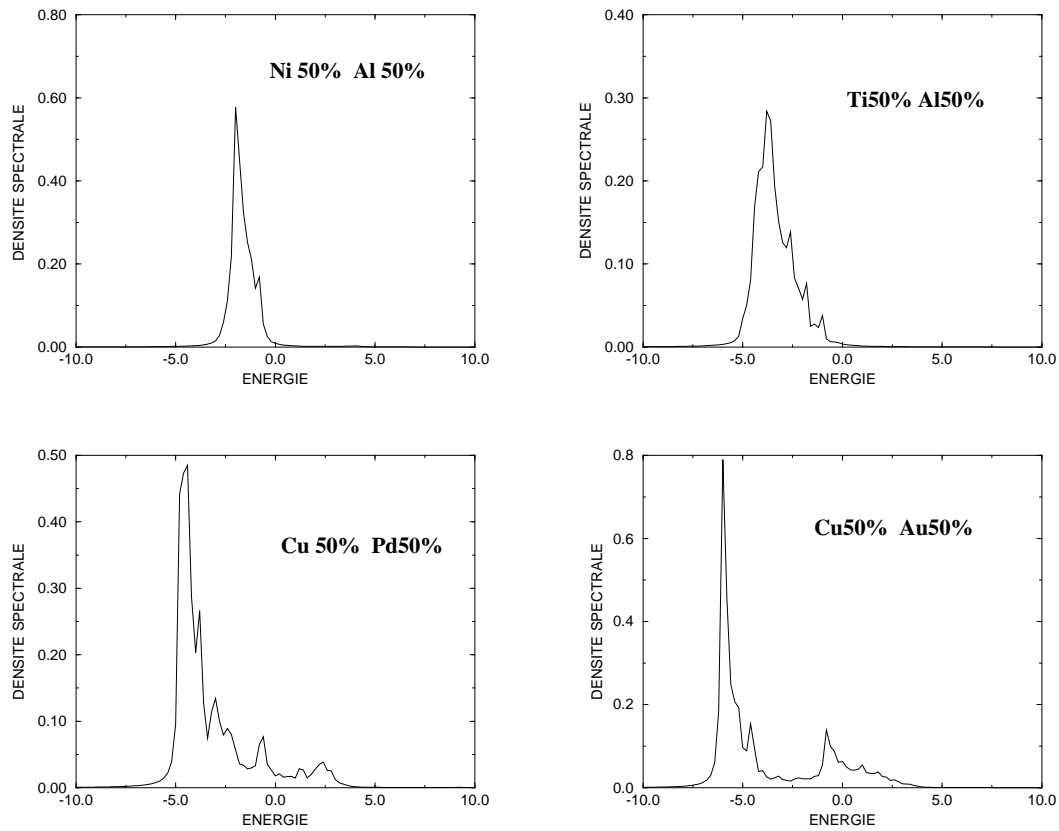 0.80
0.60
0.40
0.20
0.00
-10.0 -5.0 0.0 5.0 10.0
DENSITE SPECTRALE
ENERGIE
Ni 50% Al 50%
0.40
0.30
0.20
0.10
0.00
-10.0 -5.0 0.0 5.0 10.0
DENSITE SPECTRALE
ENERGIE
Ti50% Al50%
0.50
0.40
0.30
0.20
0.10
0.00
-10.0 -5.0 0.0 5.0 10.0
DENSITE SPECTRALE
ENERGIE
Cu 50% Pd50%
0.8
0.6
0.4
0.2
0.0
-10.0 -5.0 0.0 5.0 10.0
DENSITE SPECTRALE
ENERGIE
Cu50% Au50%